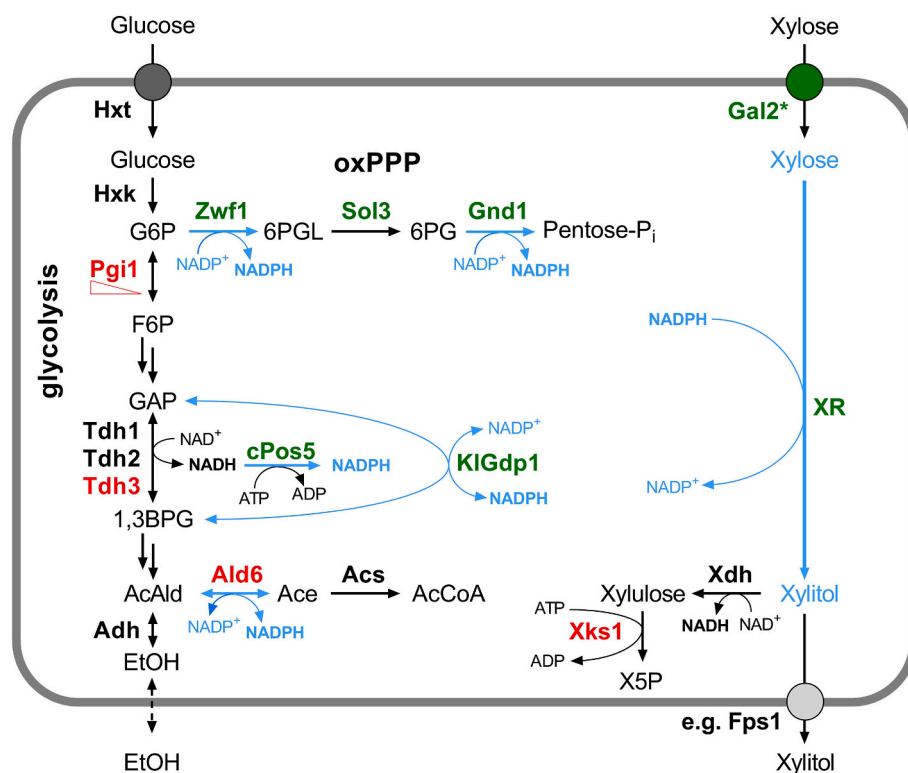 Glucose
Xylose
Hxt
Gal2*
Glucose
oxPPP
Xylose
Hxk
Zwf1
Sol3
Gnd1
G6P
6PGL
6PG
Pentose-Pi
NADP+
NADPH
NADP+
NADPH
Pgi1
glycolysis
F6P
NADPH
GAP
XR
Tdh1
NAD+
NADP+
Tdh2
NADH
cPos5
NADPH
KlGdp1
Tdh3
ATP
ADP
NADPH
NADP+
1,3BPG
Ald6
Acs
Xdh
AcAld
Ace
AcCoA
Xylulose
Xylitol
NADP+
NADPH
ATP
NADH
NAD+
Adh
Xks1
EtOH
ADP
X5P
e.g. Fps1
EtOH
Xylitol